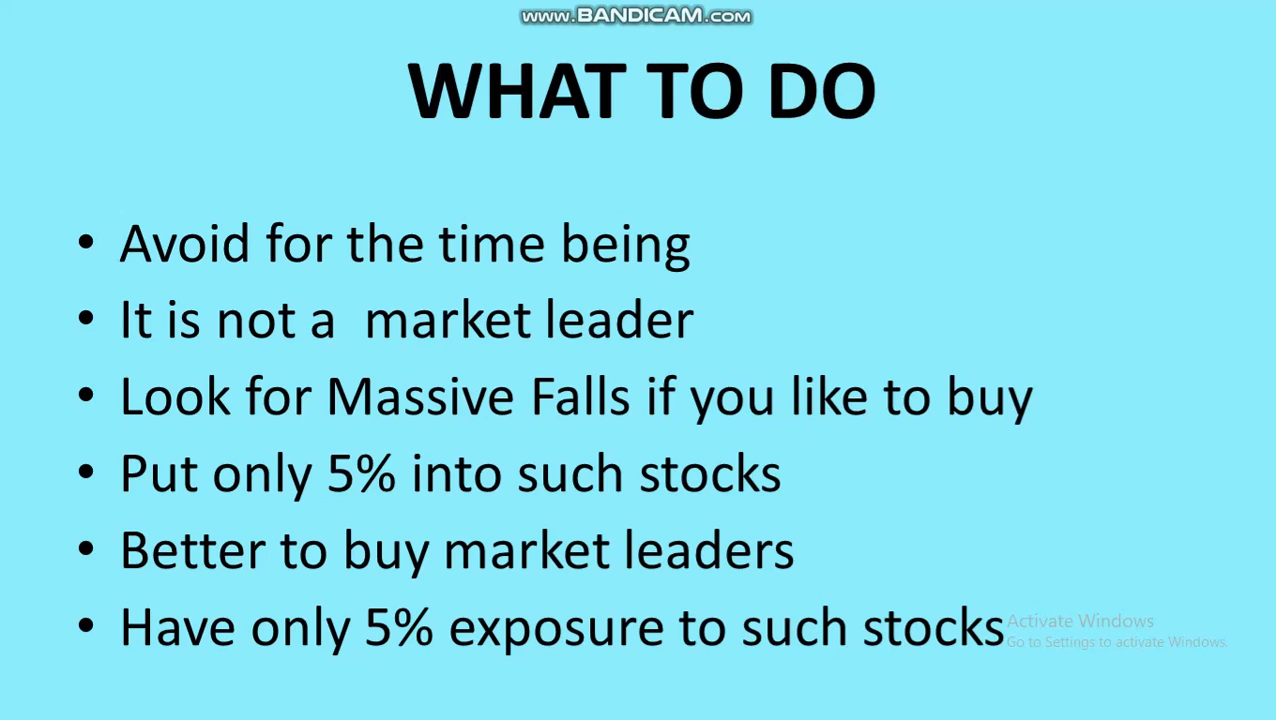 www.BANDICAM.com
WHAT TO DO
• Avoid for the time being
• It is not a  market leader
• Look for Massive Falls if you like to buy
• Put only 5% into such stocks
• Better to buy market leaders
• Have only 5% exposure to such stocks
Activate Windows
Go to Settings to activate Windows.